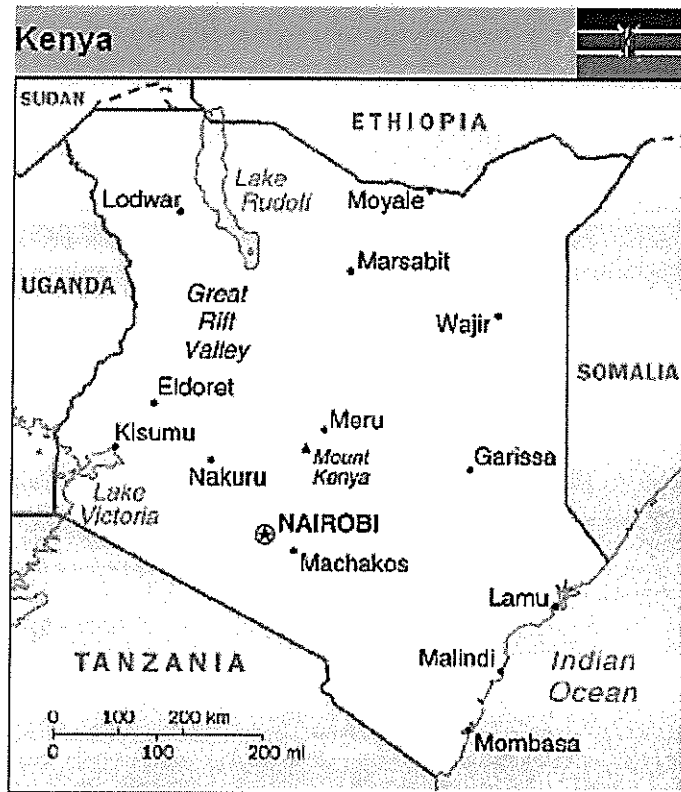 Kenya
SUDAN
ETHIOPIA
Lake
Rudolf
Lodwar
Moyale
Marsabit
UGANDA
Great
Rift
Valley
Wajir
SOMALIA
Eldoret
Meru
Kisumu
Mount
Kenya
Garissa
Nakuru
Lake
Victoria
NAIROBI
Machakos
Lamu
TANZANIA
Malindi
Indian
Ocean
0 100 200 km
0 100 200 mi
Mombasa